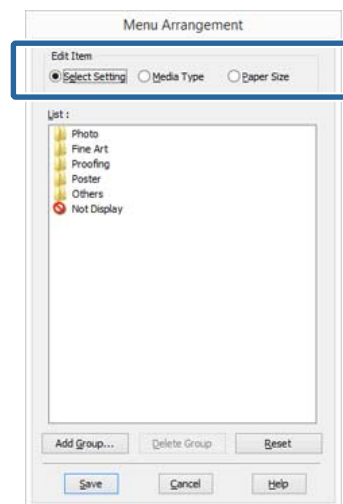 Menu Arrangement
Edit Item
Select Setting Media Type Paper Size
List :
Photo
Fine Art
Proofing
Poster
Others
Not Display
Add Group... Delete Group Reset
Save Cancel Help